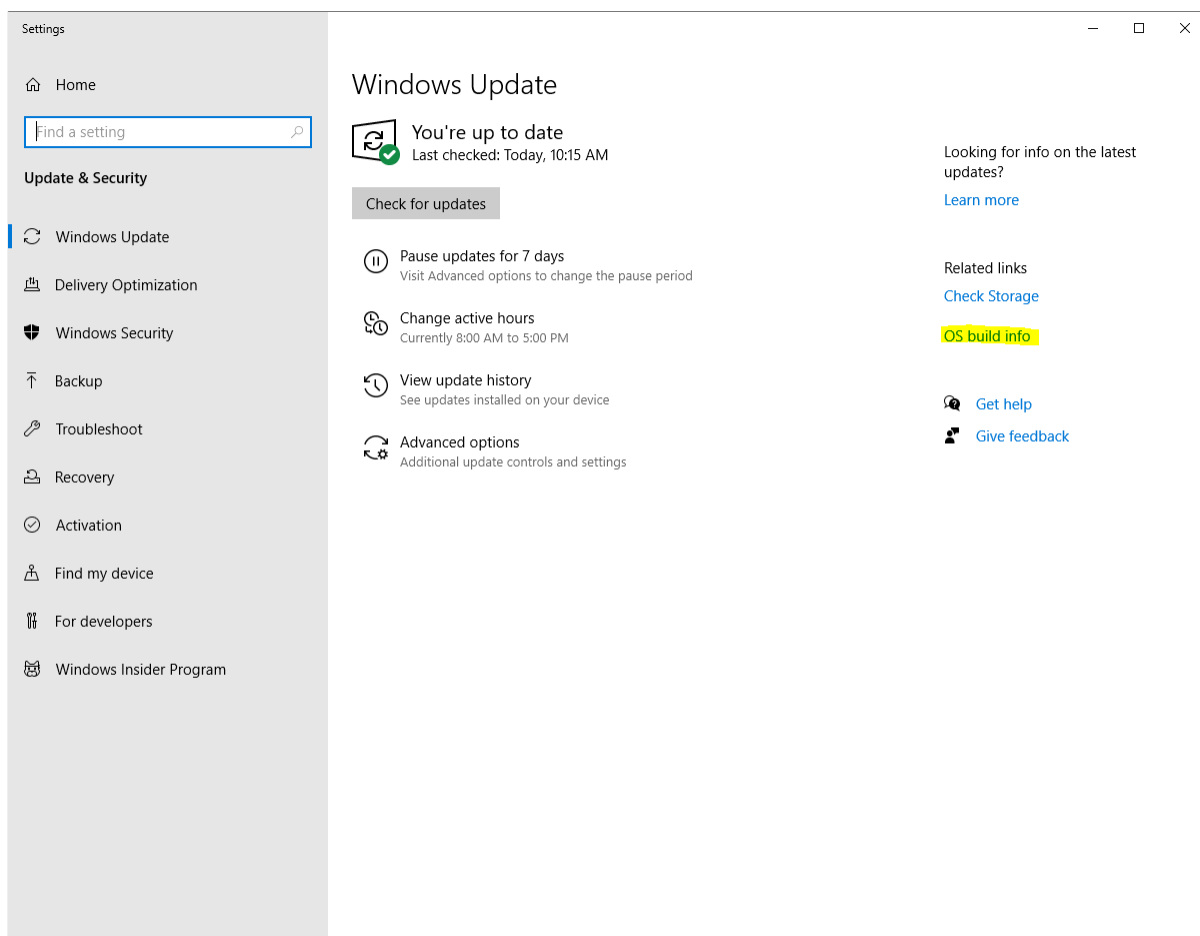 Settings
Home
Find a setting
Update & Security
Windows Update
Delivery Optimization
Windows Security
Backup
Troubleshoot
Recovery
Activation
Find my device
For developers
Windows Insider Program
Windows Update
You're up to date
Last checked: Today, 10:15 AM
Check for updates
Pause updates for 7 days
Visit Advanced options to change the pause period
Change active hours
Currently 8:00 AM to 5:00 PM
View update history
See updates installed on your device
Advanced options
Additional update controls and settings
Looking for info on the latest
updates?
Learn more
Related links
Check Storage
OS build info
Get help
Give feedback